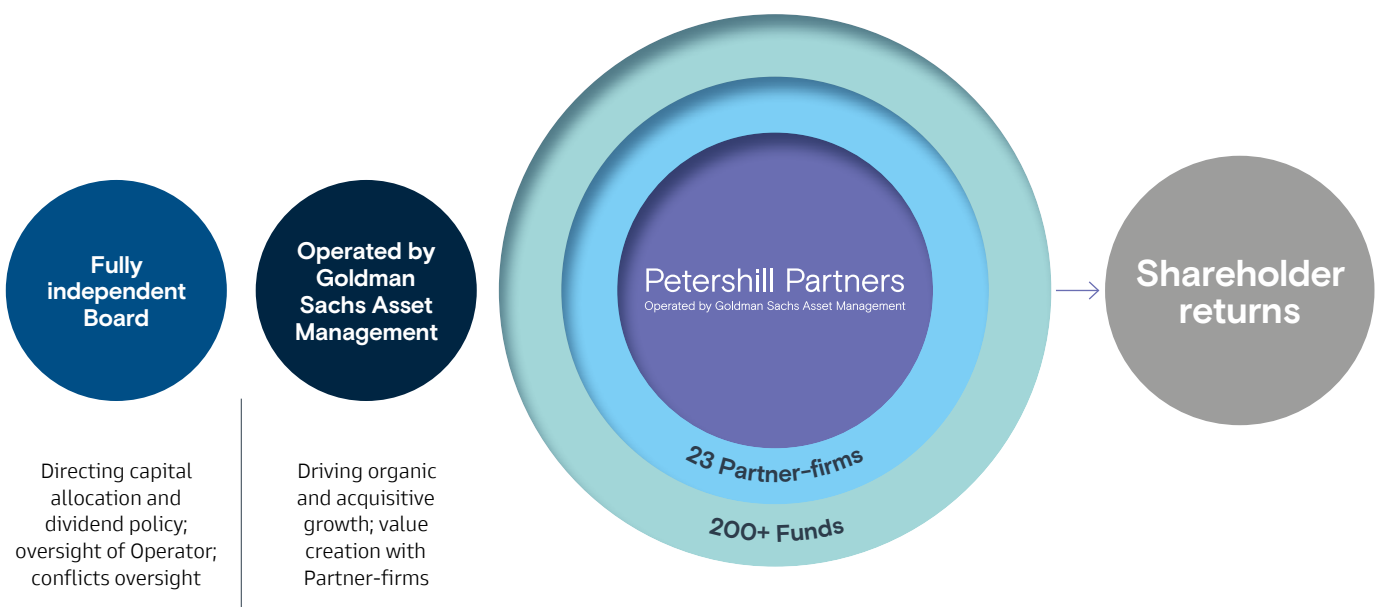 Fully
independent
Board
Directing capital
allocation and
dividend policy;
oversight of Operator;
conflicts oversight
Operated by
Goldman
Sachs Asset
Management
Driving organic
and acquisitive
growth; value
creation with
Partner-firms
Petershill Partners
Operated by Goldman Sachs Asset Management
23 Partner-firms
200+ Funds
Shareholder
returns